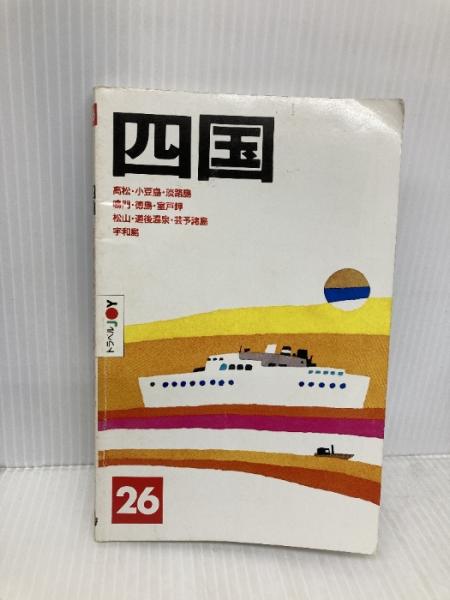 四国
高松・小豆島・淡路島
鳴門・徳島・室戸岬
松山・道後温泉・芸予諸島
宇和島
トラベルJOY
26